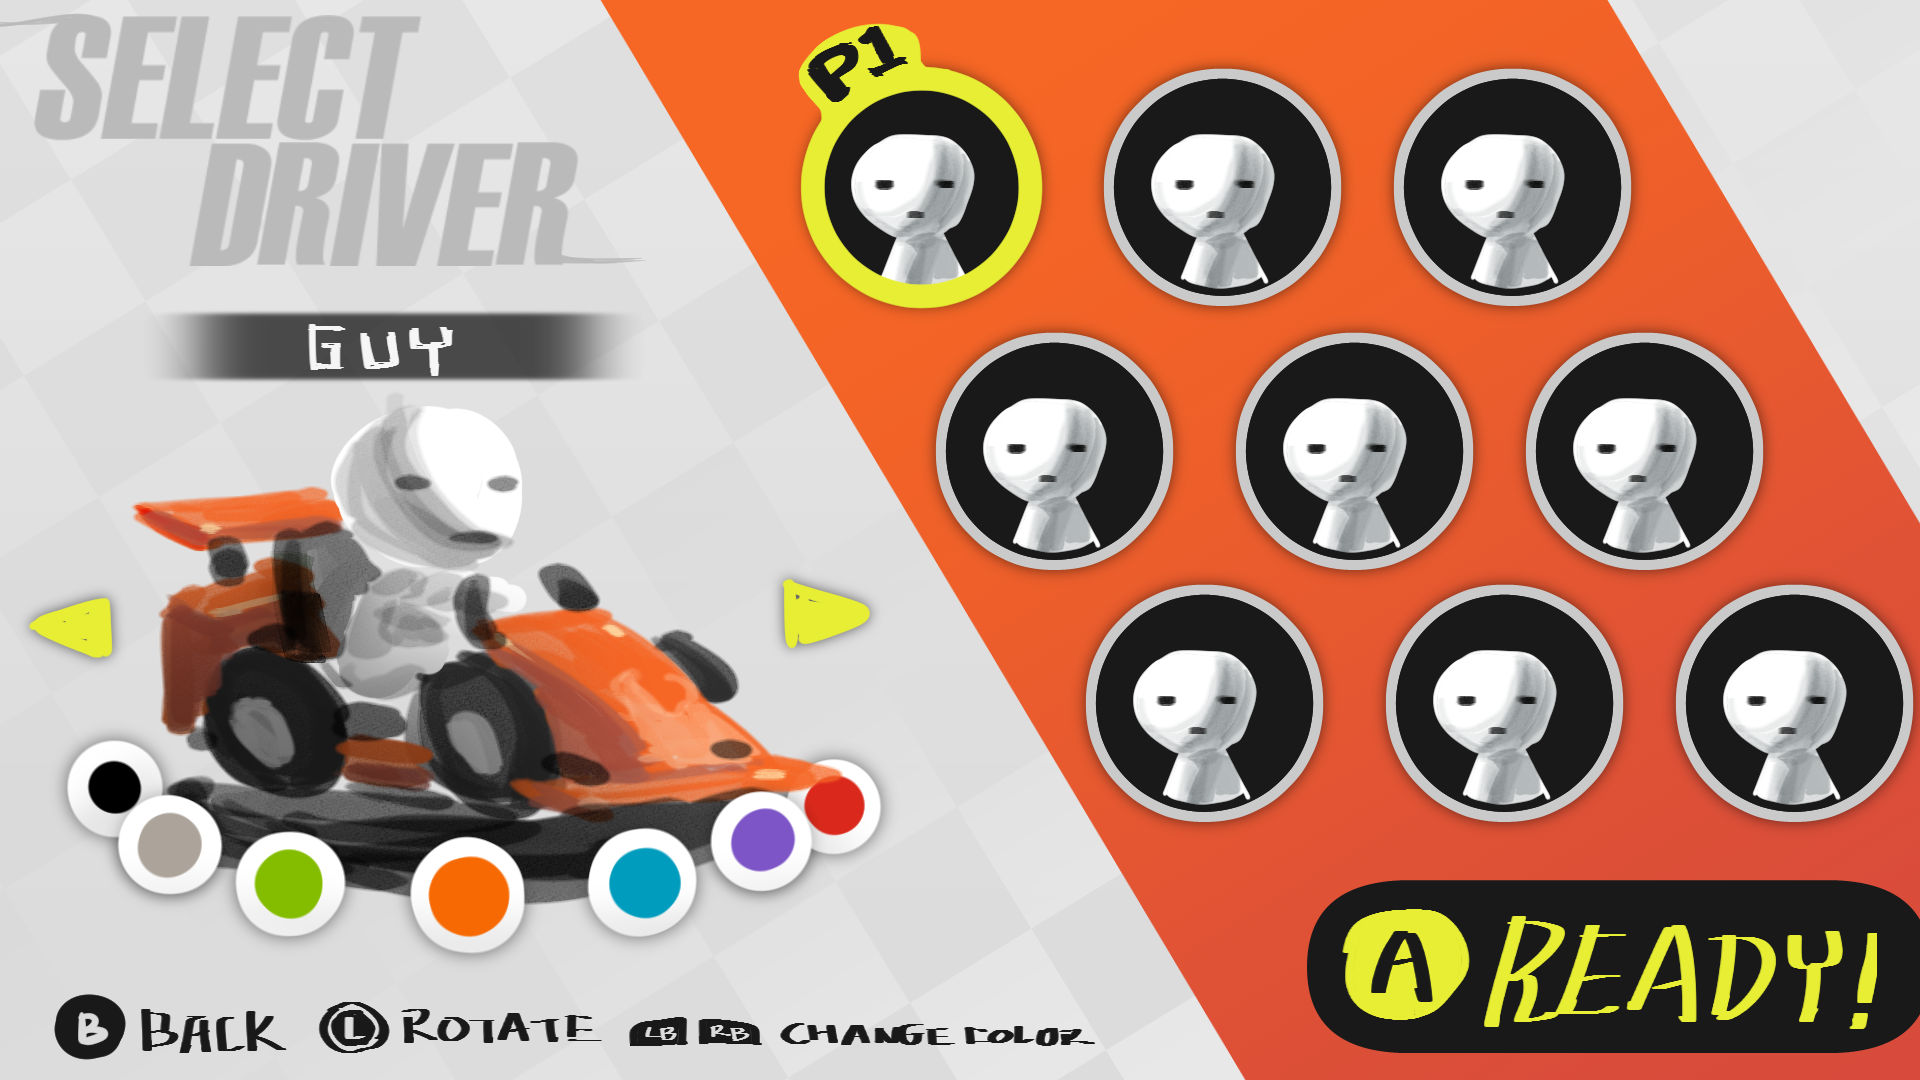 SELECT
DRIVER
P1
GUY
A READY!
B BACK L ROTATE LB RB CHANGE COLOR